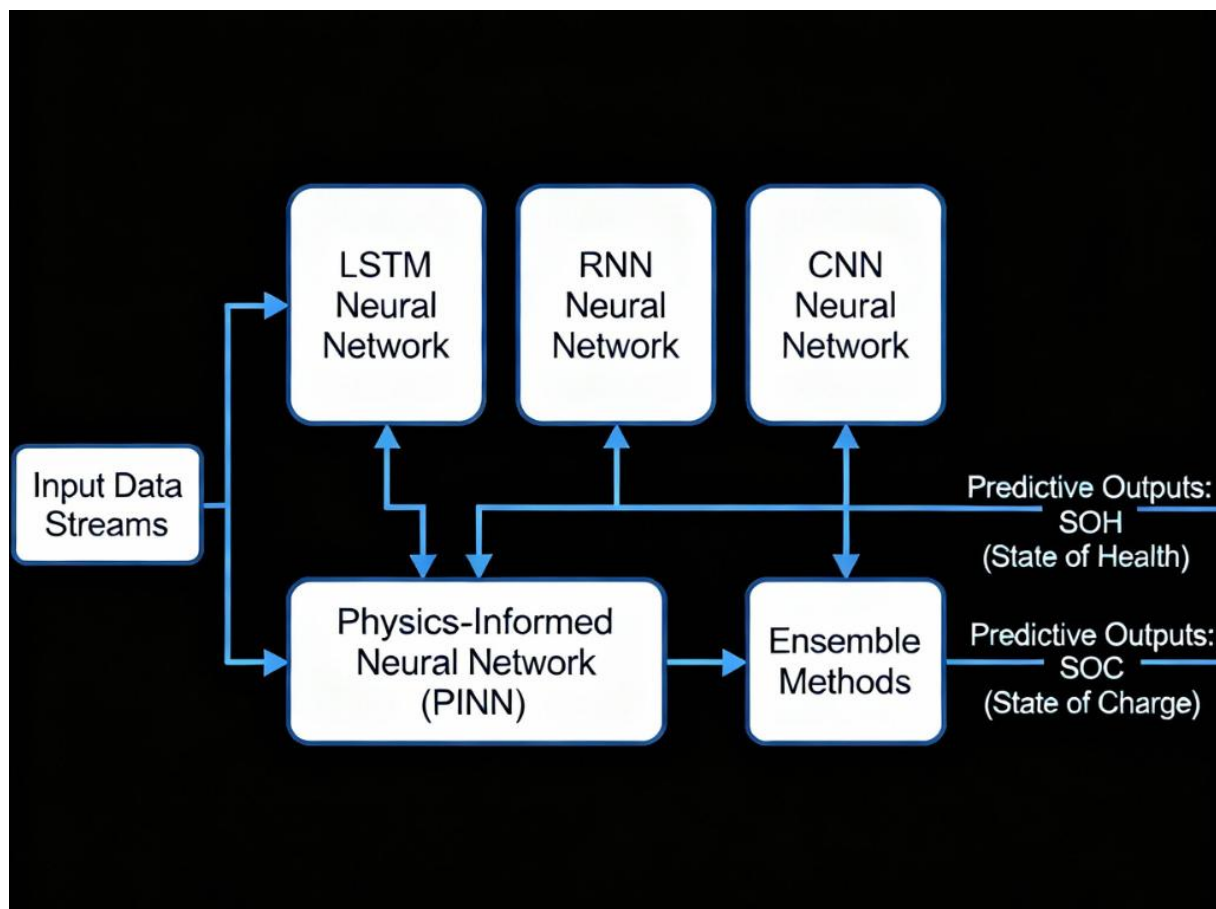 LSTM
Neural
Network
RNN
Neural
Network
CNN
Neural
Network
Input Data
Streams
Predictive Outputs:
SOH
(State of Health)
Physics-Informed
Neural Network
(PINN)
Ensemble
Methods
Predictive Outputs:
SOC
(State of Charge)